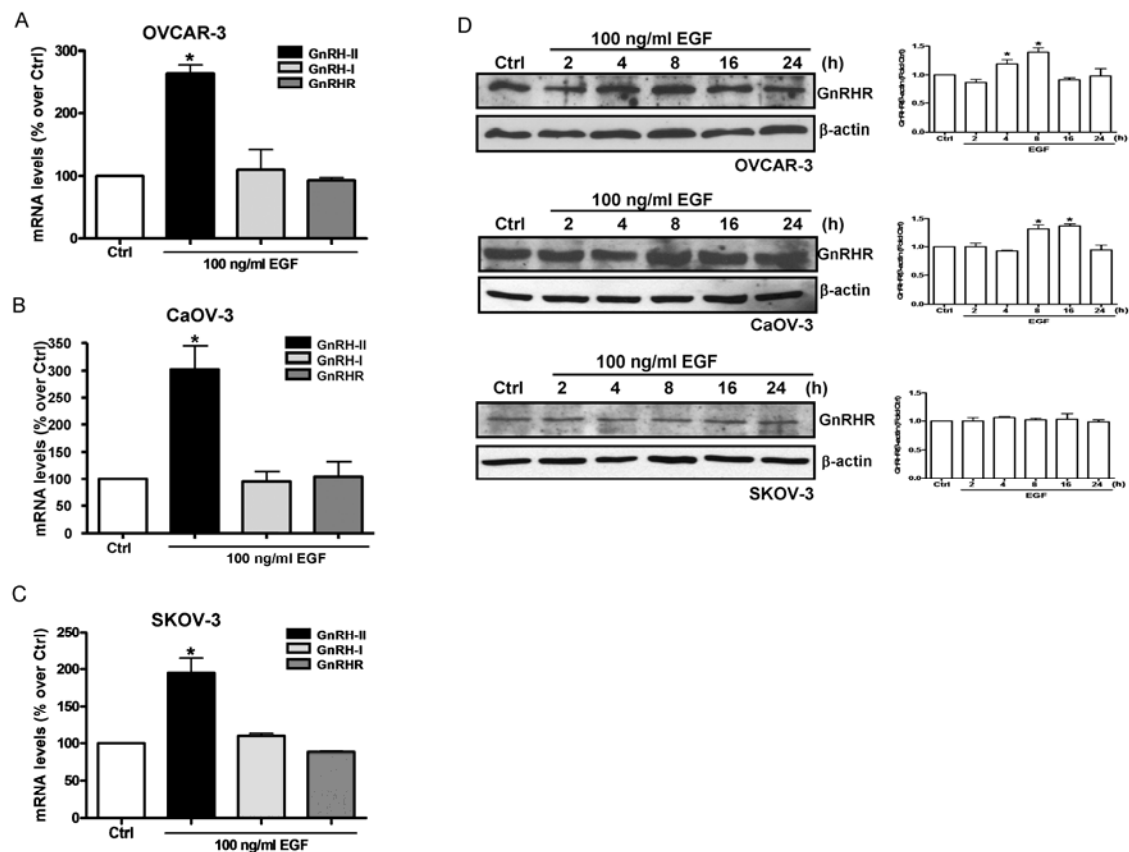 A
OVCAR-3
mRNA levels (% over Ctrl)
300
250
200
150
100
50
0
*
GnRH-II
GnRH-I
GnRHR
Ctrl
100 ng/ml EGF
B
CaOV-3
mRNA levels (% over Ctrl)
350
300
250
200
150
100
50
0
*
GnRH-II
GnRH-I
GnRHR
Ctrl
100 ng/ml EGF
C
SKOV-3
mRNA levels (% over Ctrl)
250
200
150
100
50
0
*
GnRH-II
GnRH-I
GnRHR
Ctrl
100 ng/ml EGF
D
100 ng/ml EGF
Ctrl 2 4 8 16 24 (h)
GnRHR
β-actin
OVCAR-3
1.5
1.0
0.5
0.0
* *
Ctrl 2 4 8 16 24 (h)
EGF
100 ng/ml EGF
Ctrl 2 4 8 16 24 (h)
GnRHR
β-actin
CaOV-3
1.5
1.0
0.5
0.0
* *
Ctrl 2 4 8 16 24 (h)
EGF
100 ng/ml EGF
Ctrl 2 4 8 16 24 (h)
GnRHR
β-actin
SKOV-3
1.5
1.0
0.5
0.0
Ctrl 2 4 8 16 24 (h)
EGF